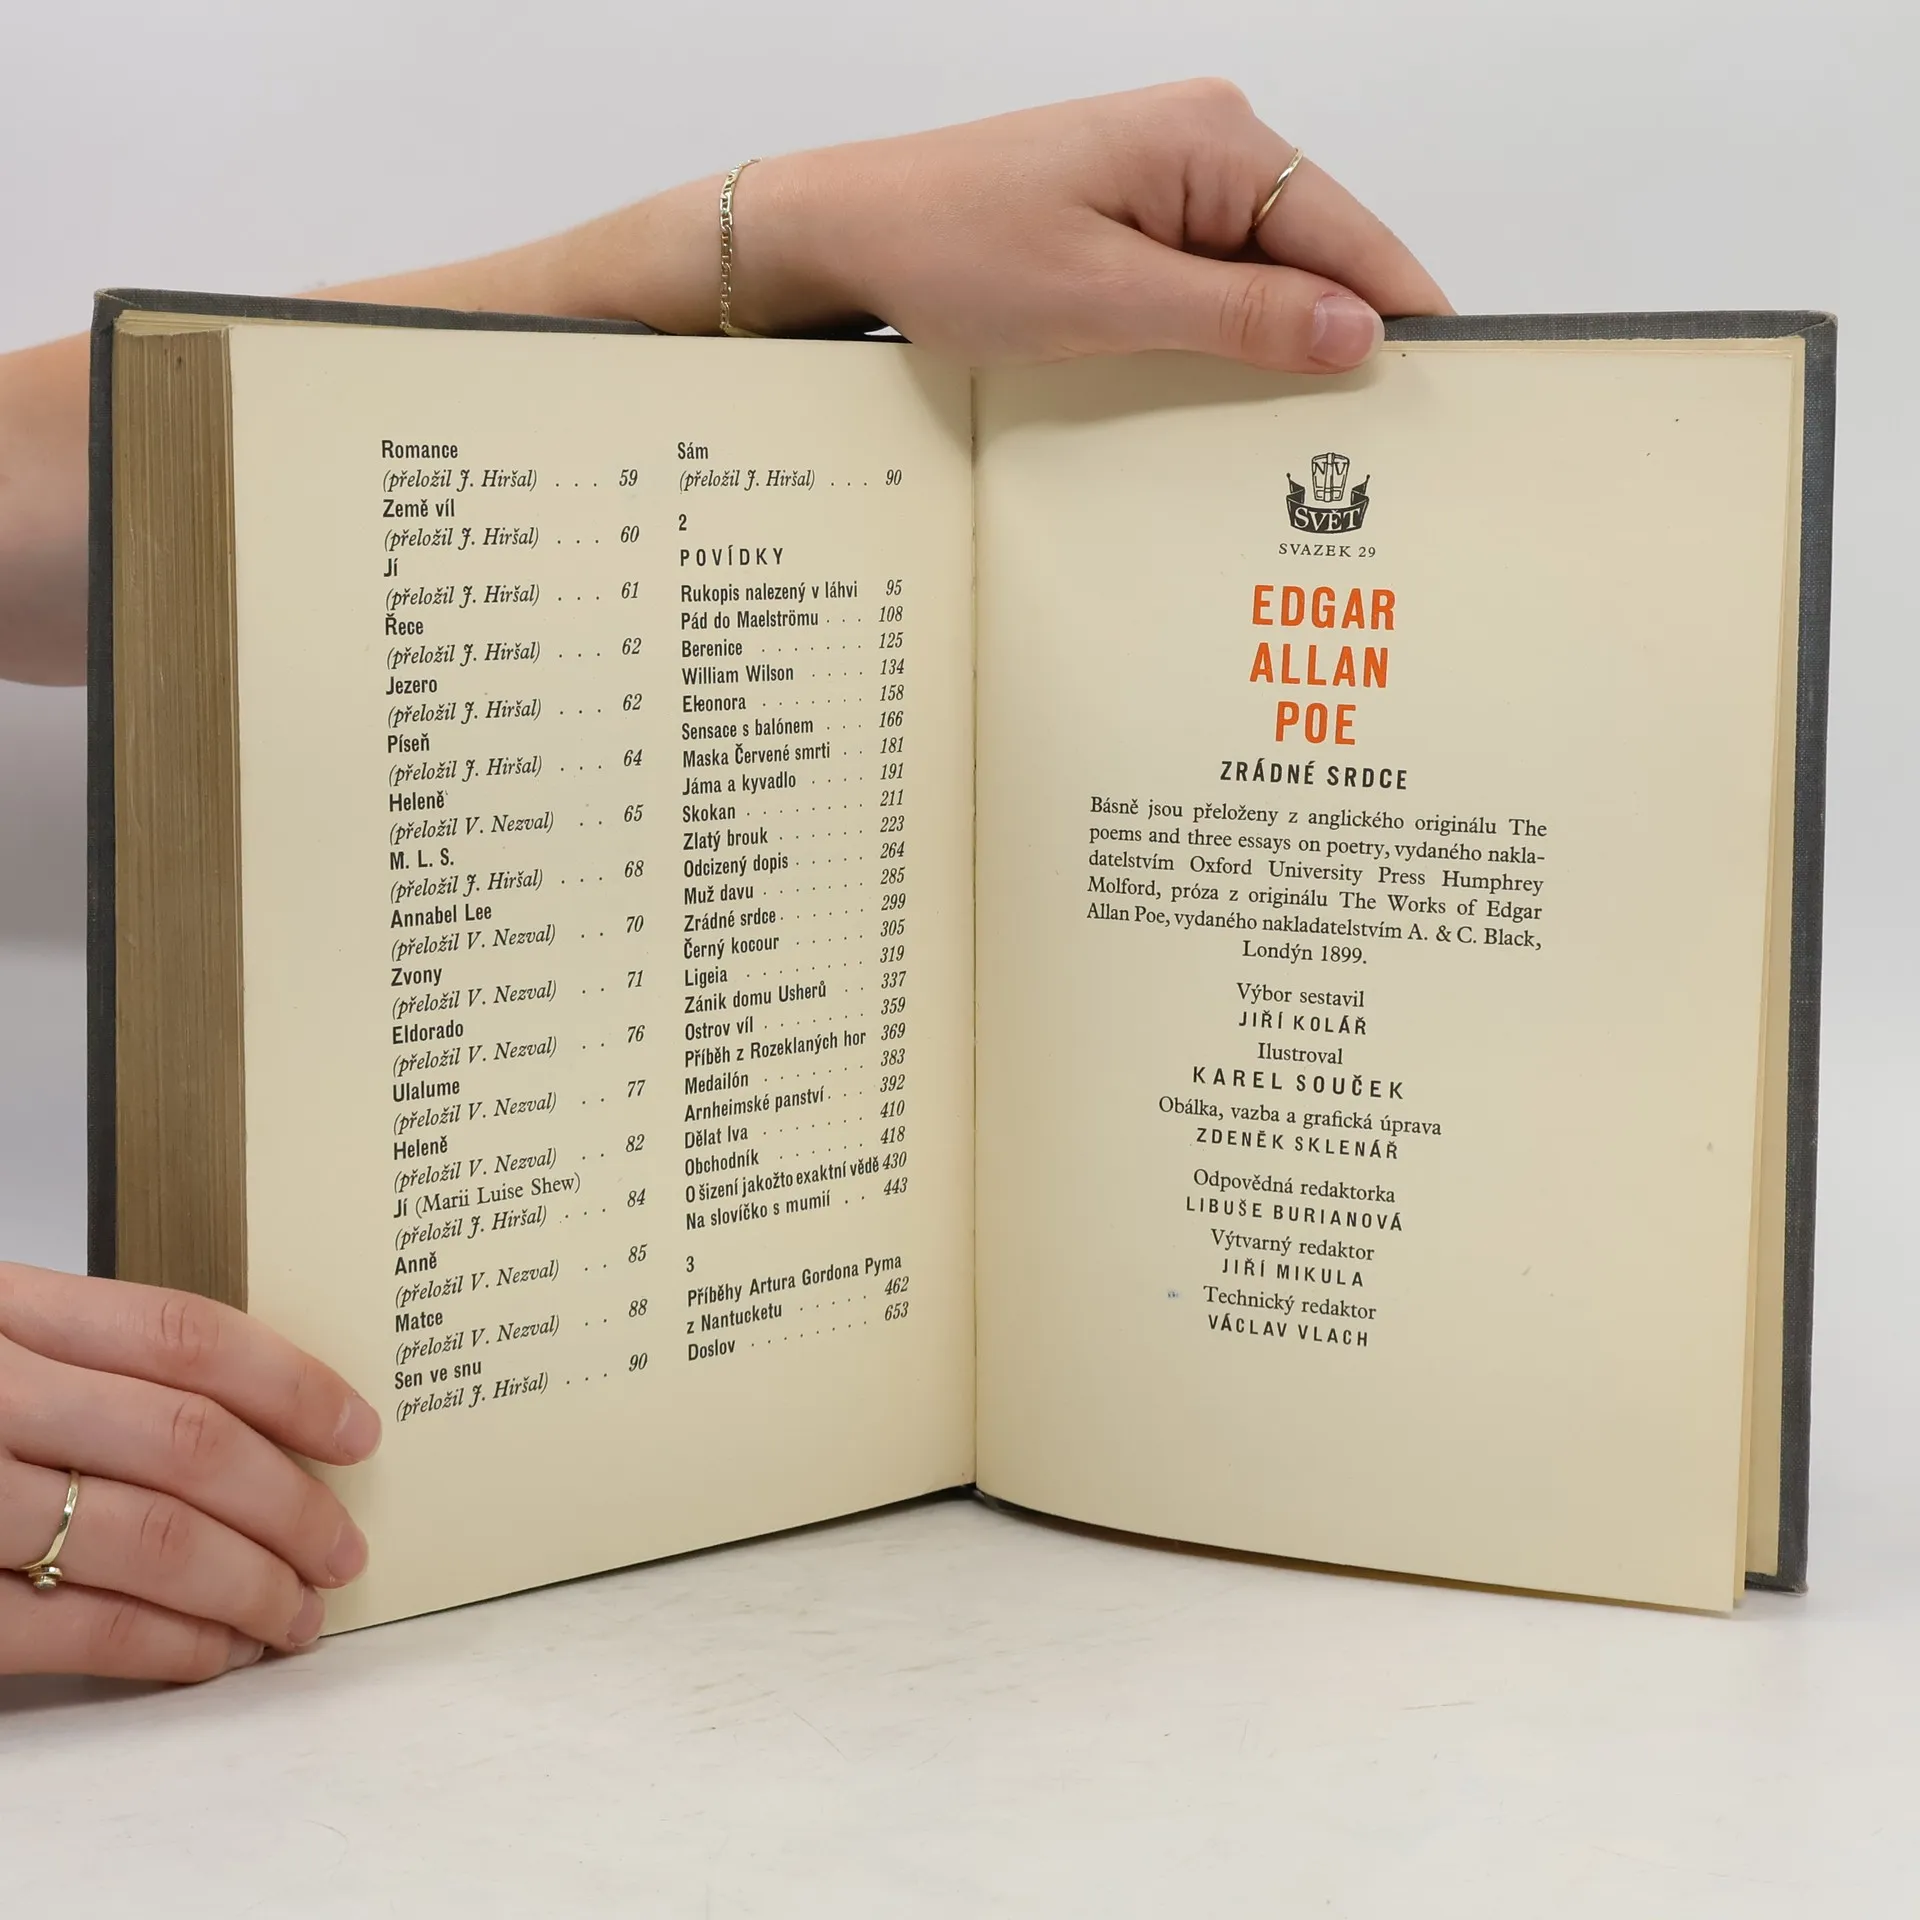 Romance
(přeložil J. Hiršal) . . . 59
Země víl
(přeložil J. Hiršal) . . . 60
Jí
(přeložil J. Hiršal) . . . 61
Řece
(přeložil J. Hiršal) . . . 62
Jezero
(přeložil J. Hiršal) . . . 62
Píseň
(přeložil J. Hiršal) . . . 64
Heleně
(přeložil V. Nezval) . . 65
M. L. S.
(přeložil J. Hiršal) . . . 68
Annabel Lee
(přeložil V. Nezval) . . 70
Zvony
(přeložil V. Nezval) . . 71
Eldorado
(přeložil V. Nezval) . . 76
Ulalume
(přeložil V. Nezval) . . 77
Heleně
(přeložil V. Nezval) . . 82
Jí (Marii Luise Shew)
(přeložil J. Hiršal) . . . 84
Anně
(přeložil V. Nezval) . . 85
Matce
(přeložil V. Nezval) . . 88
Sen ve snu
(přeložil J. Hiršal) . . . 90
Sám
(přeložil J. Hiršal) . . . 90
2
POVÍDKY
Rukopis nalezený v láhvi 95
Pád do Maelströmu . . . 108
Berenice . . . . . . . 125
William Wilson . . . . 134
Eleonora . . . . . . . 158
Sensace s balónem . . . 166
Maska Červené smrti . . 181
Jáma a kyvadlo . . . . 191
Skokan . . . . . . . . 211
Zlatý brouk . . . . . . 223
Odcizený dopis . . . . . 264
Muž davu . . . . . . . 285
Zrádné srdce . . . . . . 299
Černý kocour . . . . . 305
Ligeia . . . . . . . . 319
Zánik domu Usherů . . 337
Ostrov víl . . . . . . . 359
Příběh z Rozeklaných hor 369
Medailón . . . . . . . 383
Arnheimské panství . . . 392
Dělat lva . . . . . . . 410
Obchodník . . . . . . 418
O šizení jakožto exaktní vědě 430
Na slovíčko s mumií . . 443
3
Příběhy Artura Gordona Pyma
z Nantucketu . . . . . 462
Doslov . . . . . . . . 653
NV
SVĚT
SVAZEK 29
EDGAR
ALLAN
POE
ZRÁDNÉ SRDCE
Básně jsou přeloženy z anglického originálu The
poems and three essays on poetry, vydaného nakla-
datelstvím Oxford University Press Humphrey
Molford, próza z originálu The Works of Edgar
Allan Poe, vydaného nakladatelstvím A. & C. Black,
Londýn 1899.
Výbor sestavil
JIŘÍ KOLÁŘ
Ilustroval
KAREL SOUČEK
Obálka, vazba a grafická úprava
ZDENĚK SKLENÁŘ
Odpovědná redaktorka
LIBUŠE BURIANOVÁ
Výtvarný redaktor
JIŘÍ MIKULA
Technický redaktor
VÁCLAV VLACH